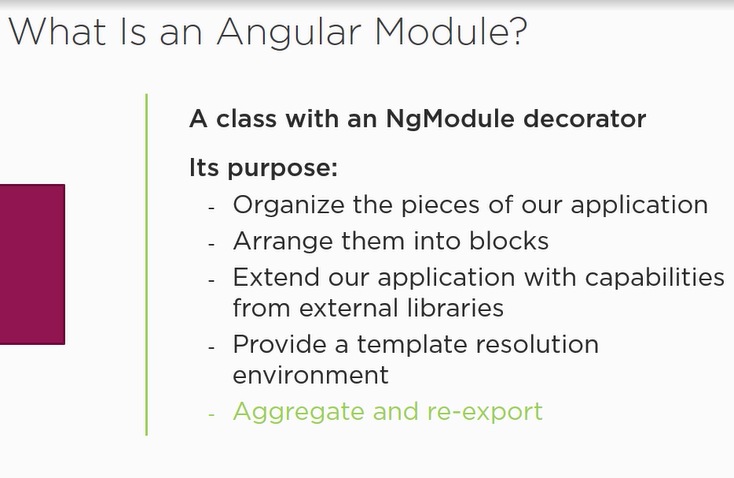 What Is an Angular Module?
A class with an NgModule decorator
Its purpose:
- Organize the pieces of our application
- Arrange them into blocks
- Extend our application with capabilities
from external libraries
- Provide a template resolution
environment
- Aggregate and re-export